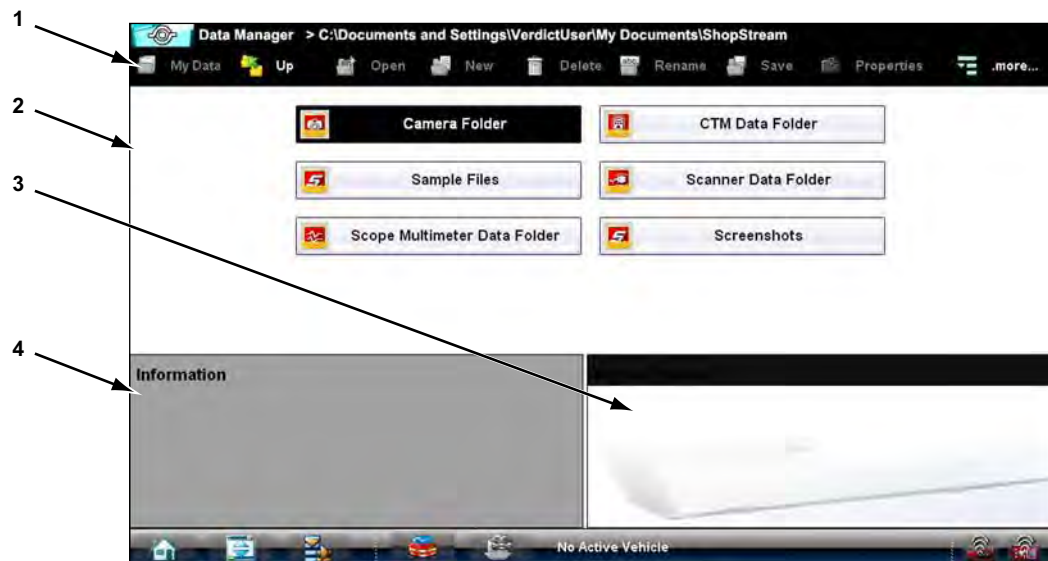 1
Data Manager > C:\Documents and Settings\VerdictUser\My Documents\ShopStream
My Data Up Open New Delete Rename Save Properties .more...
2
Camera Folder CTM Data Folder
3
Sample Files Scanner Data Folder
Scope Multimeter Data Folder Screenshots
4
Information
No Active Vehicle